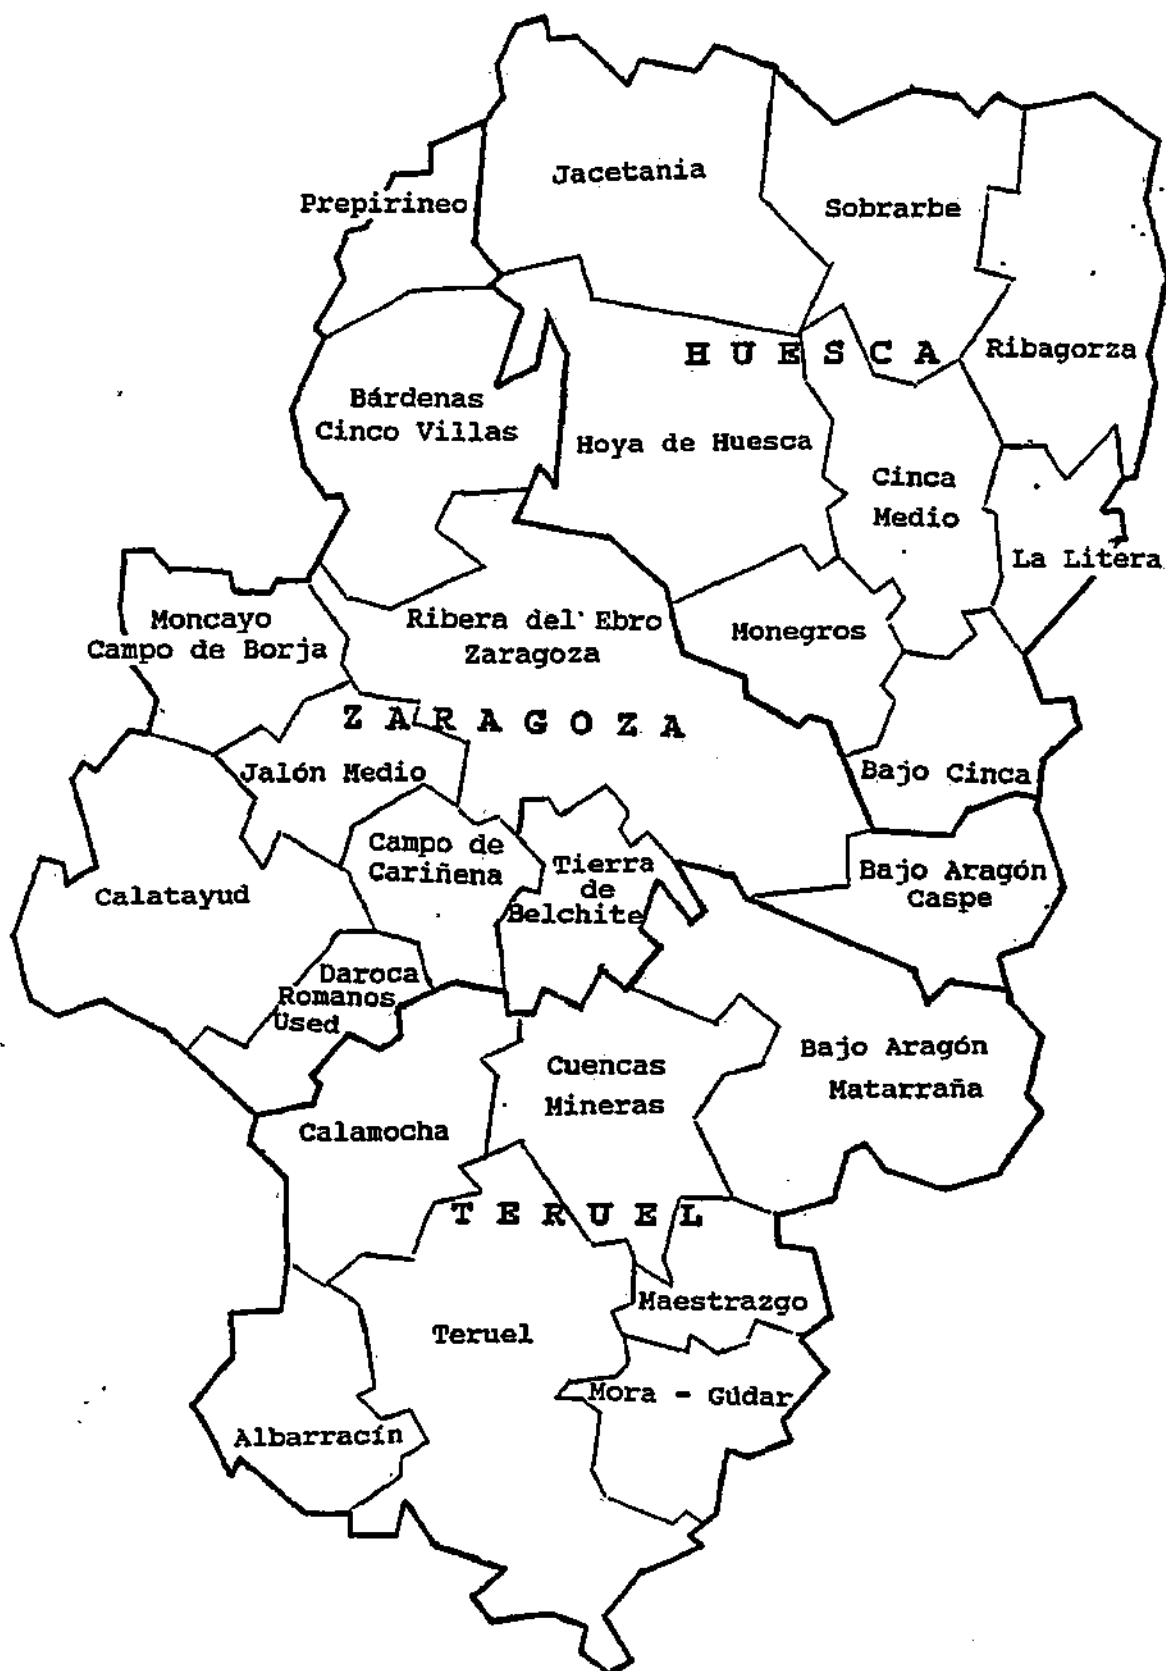 Jacetania
Prepirineo
Sobrarbe
H U E S C A
Ribagorza
Bárdenas
Cinco Villas
Hoya de Huesca
Cinca
Medio
La Litera
Moncayo
Campo de Borja
Ribera del Ebro
Zaragoza
Monegros
Z A R A G O Z A
Jalón Medio
Bajo Cinca
Campo de
Cariñena
Tierra
de
Belchite
Bajo Aragón
Caspe
Calatayud
Daroca
Romanos
Used
Cuencas
Mineras
Bajo Aragón
Matarraña
Calamocha
T E R U E L
Maestrazgo
Teruel
Mora - Gúdar
Albarracín